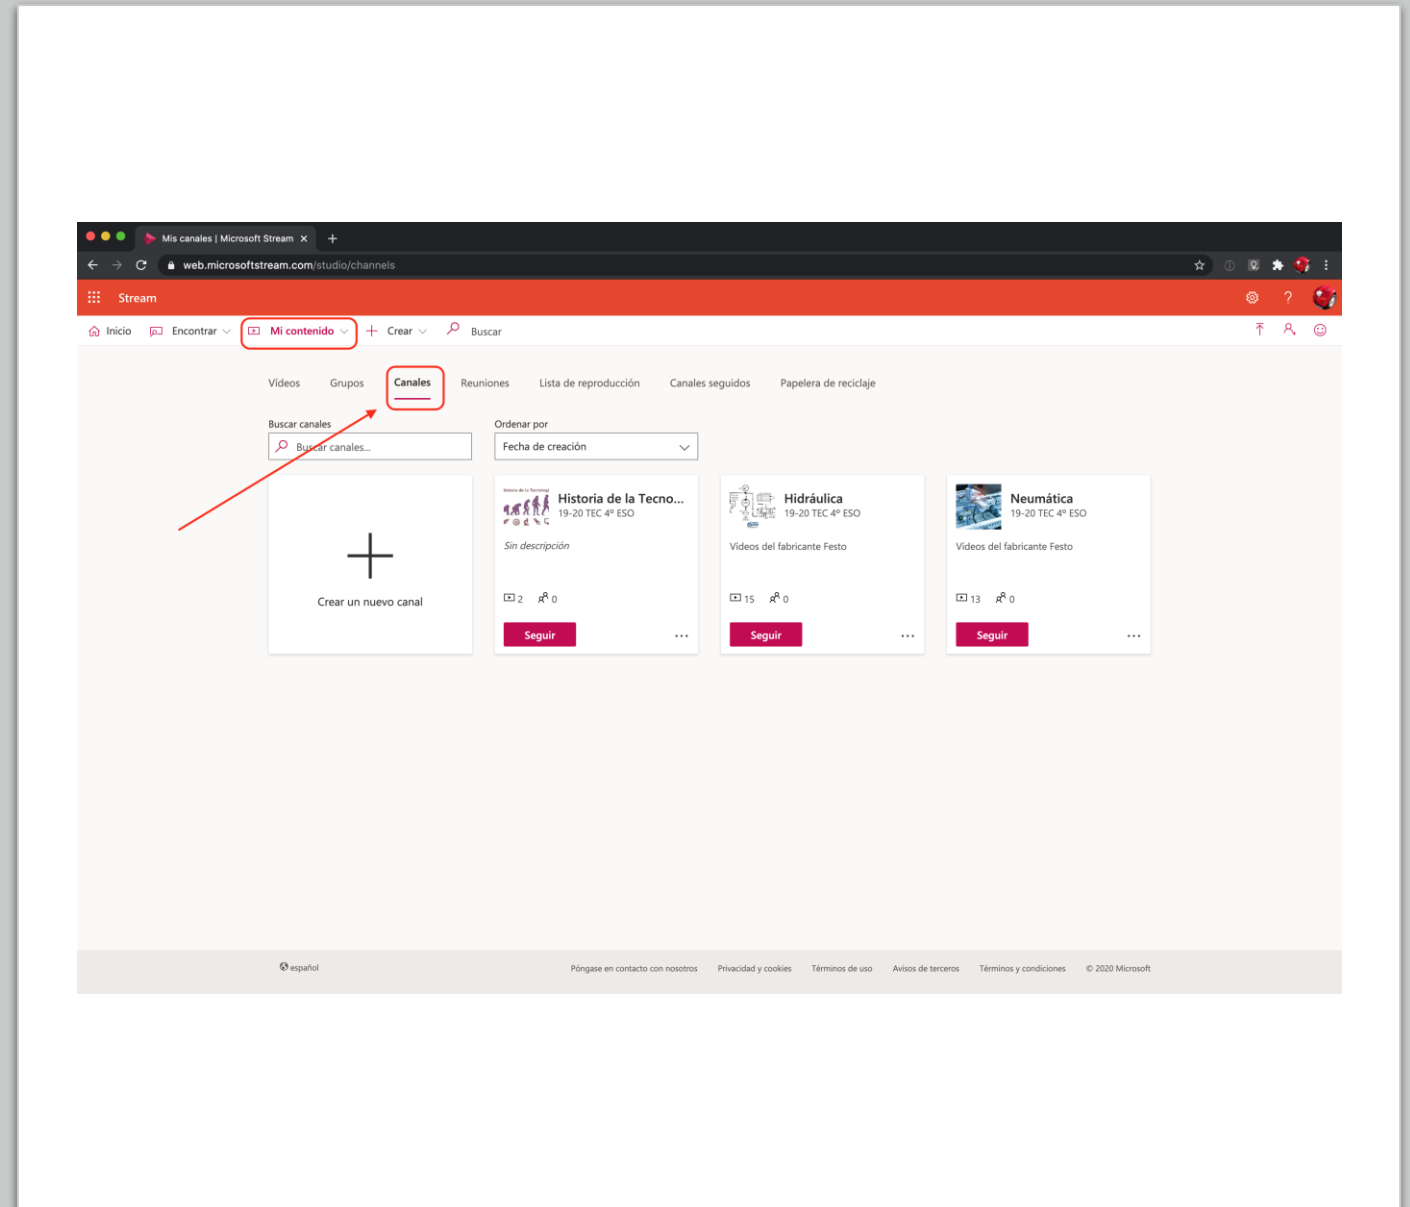 Mis canales | Microsoft Stream
web.microsoftstream.com/studio/channels
Stream
Inicio Encontrar Mi contenido Crear Buscar
Vídeos Grupos Canales Reuniones Lista de reproducción Canales seguidos Papelera de reciclaje
Buscar canales
Buscar canales...
Ordenar por
Fecha de creación
Crear un nuevo canal
Historia de la Tecno...
19-20 TEC 4º ESO
Sin descripción
2 0
Seguir
Hidráulica
19-20 TEC 4º ESO
Vídeos del fabricante Festo
15 0
Seguir
Neumática
19-20 TEC 4º ESO
Vídeos del fabricante Festo
13 0
Seguir
español
Póngase en contacto con nosotros Privacidad y cookies Términos de uso Avisos de terceros Términos y condiciones © 2020 Microsoft